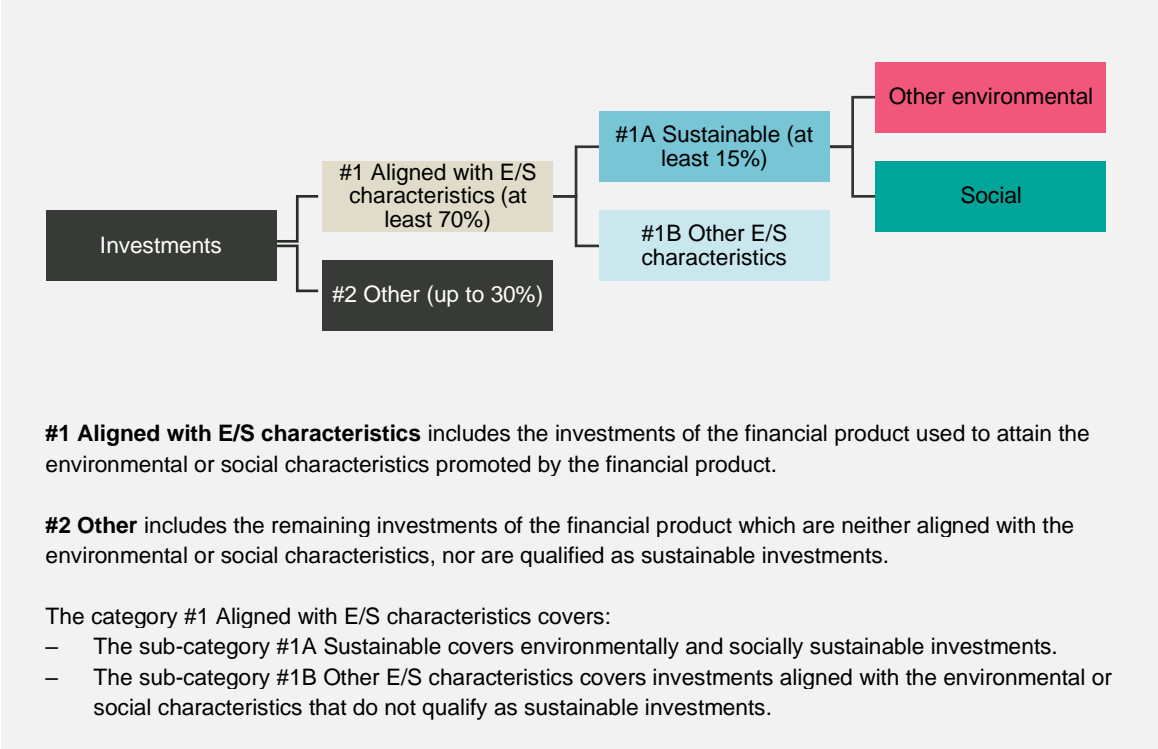 Other environmental
#1A Sustainable (at
least 15%)
#1 Aligned with E/S
characteristics (at
least 70%)
Social
Investments
#1B Other E/S
characteristics
#2 Other (up to 30%)
#1 Aligned with E/S characteristics includes the investments of the financial product used to attain the
environmental or social characteristics promoted by the financial product.
#2 Other includes the remaining investments of the financial product which are neither aligned with the
environmental or social characteristics, nor are qualified as sustainable investments.
The category #1 Aligned with E/S characteristics covers:
– The sub-category #1A Sustainable covers environmentally and socially sustainable investments.
– The sub-category #1B Other E/S characteristics covers investments aligned with the environmental or
social characteristics that do not qualify as sustainable investments.